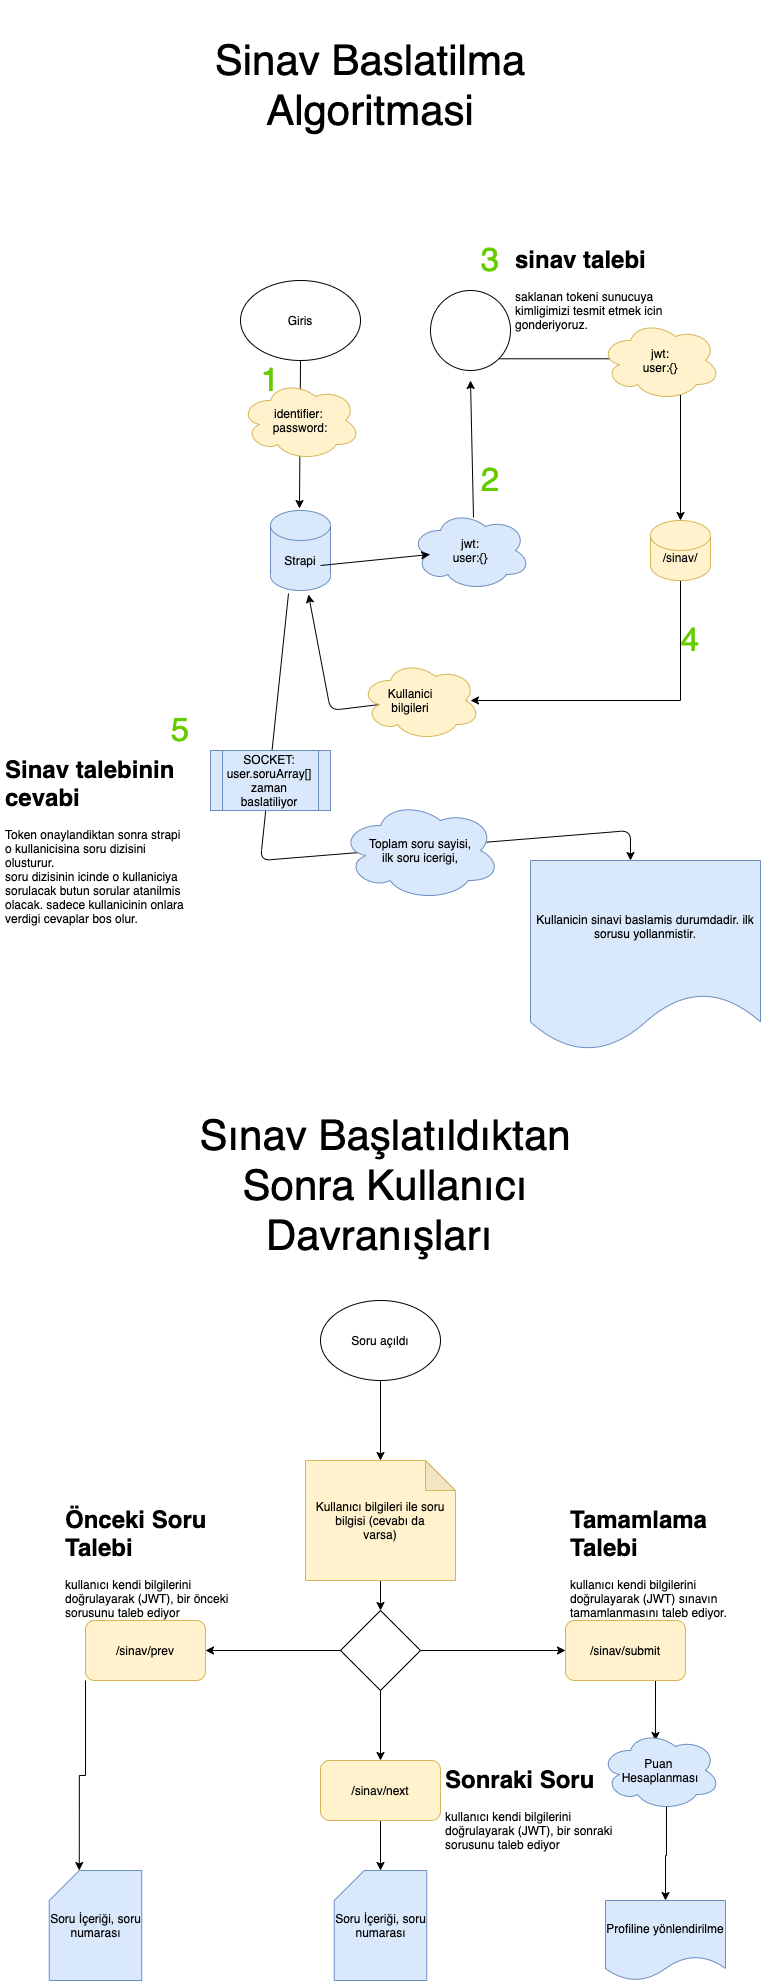 Sinav Baslatilma
Algoritmasi
3
sinav talebi
saklanan tokeni sunucuya
kimligimizi tesmit etmek icin
gonderiyoruz.
Giris
jwt:
user:{}
1
identifier:
password:
2
Strapi
jwt:
user:{}
/sinav/
4
Kullanici
bilgileri
5
Sinav talebinin
cevabi
SOCKET:
user.soruArray[]
zaman
baslatiliyor
Token onaylandiktan sonra strapi
o kullanicisina soru dizisini
olusturur.
soru dizisinin icinde o kullaniciya
sorulacak butun sorular atanilmis
olacak. sadece kullanicinin onlara
verdigi cevaplar bos olur.
Toplam soru sayisi,
ilk soru icerigi,
Kullanicin sinavi baslamis durumdadir. ilk
sorusu yollanmistir.
Sınav Başlatıldıktan
Sonra Kullanıcı
Davranışları
Soru açıldı
Kullanıcı bilgileri ile soru
bilgisi (cevabı da
varsa)
Önceki Soru
Talebi
kullanıcı kendi bilgilerini
doğrulayarak (JWT), bir önceki
sorusunu taleb ediyor
/sinav/prev
Tamamlama
Talebi
kullanıcı kendi bilgilerini
doğrulayarak (JWT) sınavın
tamamlanmasını taleb ediyor.
/sinav/submit
Puan
Hesaplanması
/sinav/next
Sonraki Soru
kullanıcı kendi bilgilerini
doğrulayarak (JWT), bir sonraki
sorusunu taleb ediyor
Soru İçeriği, soru
numarası
Soru İçeriği, soru
numarası
Profiline yönlendirilme